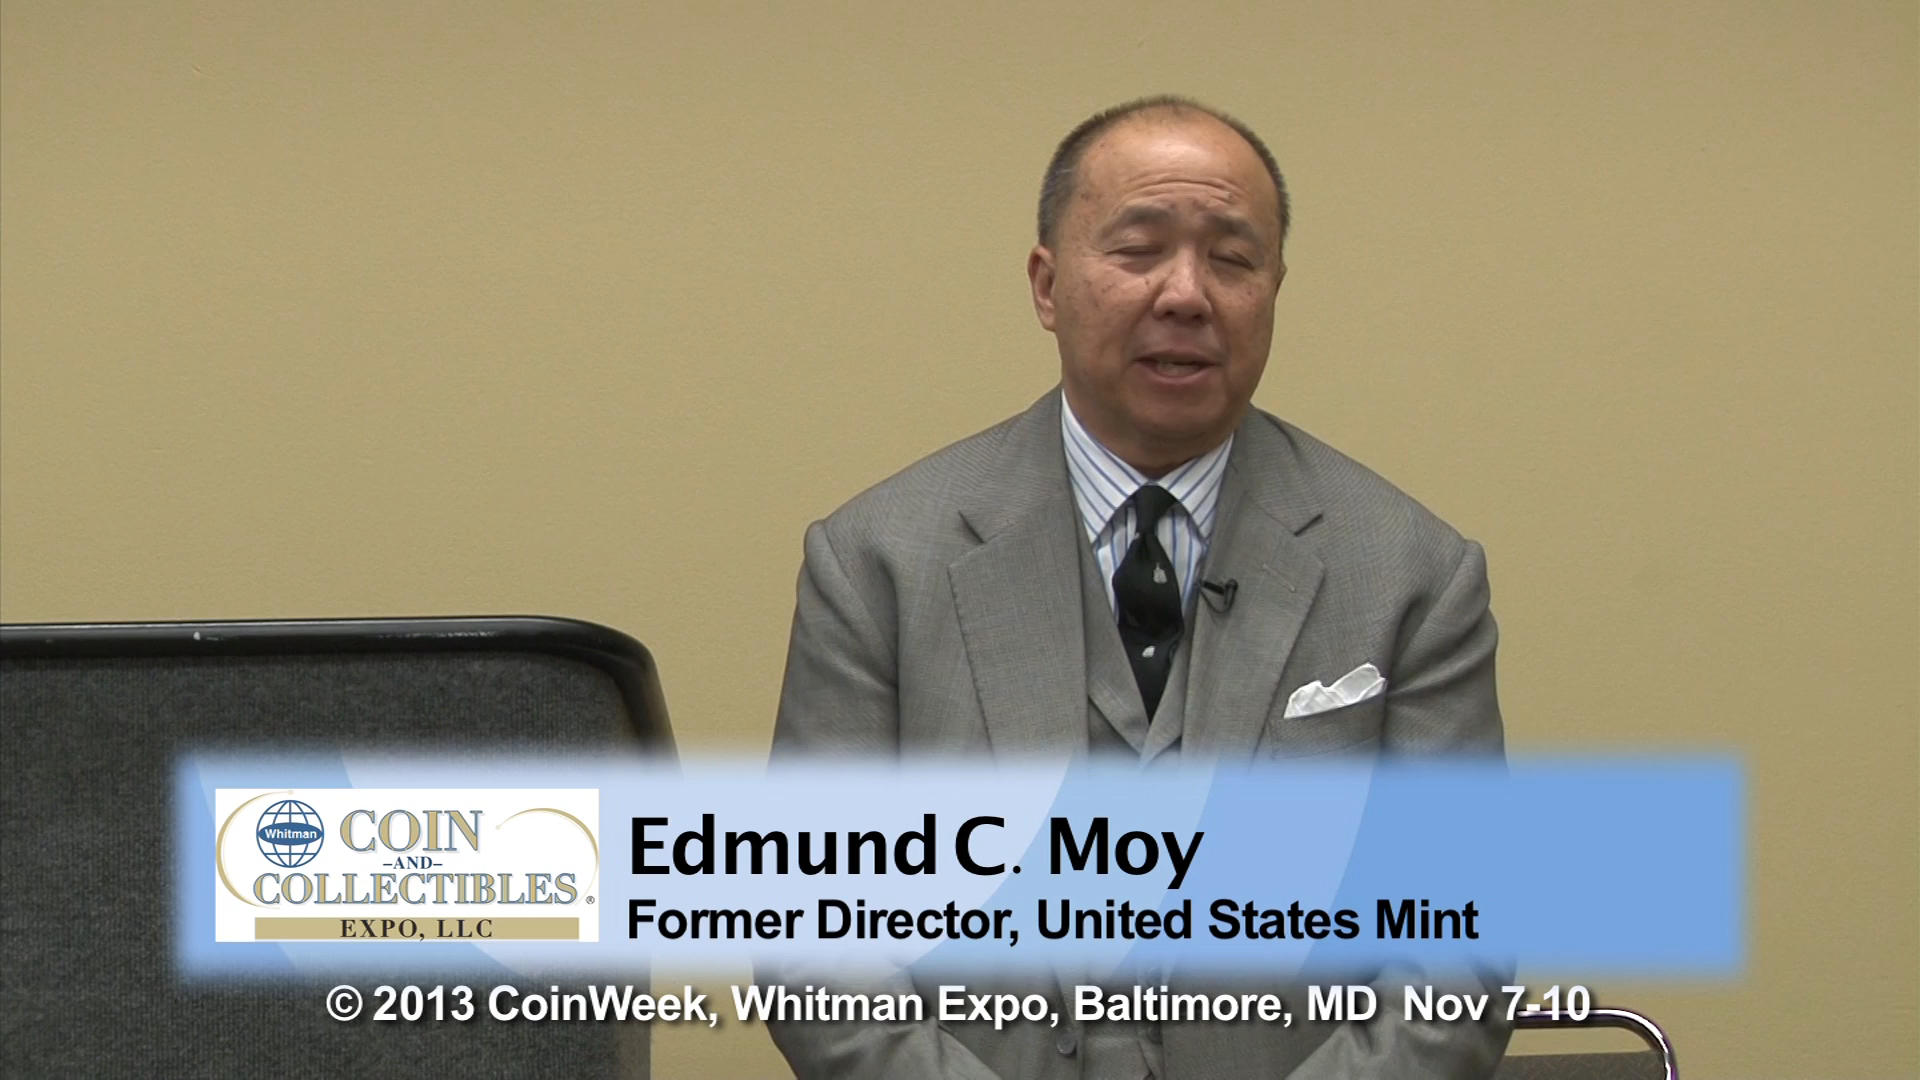 Whitman
COIN
-AND-
COLLECTIBLES®
EXPO, LLC
Edmund C. Moy
Former Director, United States Mint
© 2013 CoinWeek, Whitman Expo, Baltimore, MD Nov 7-10